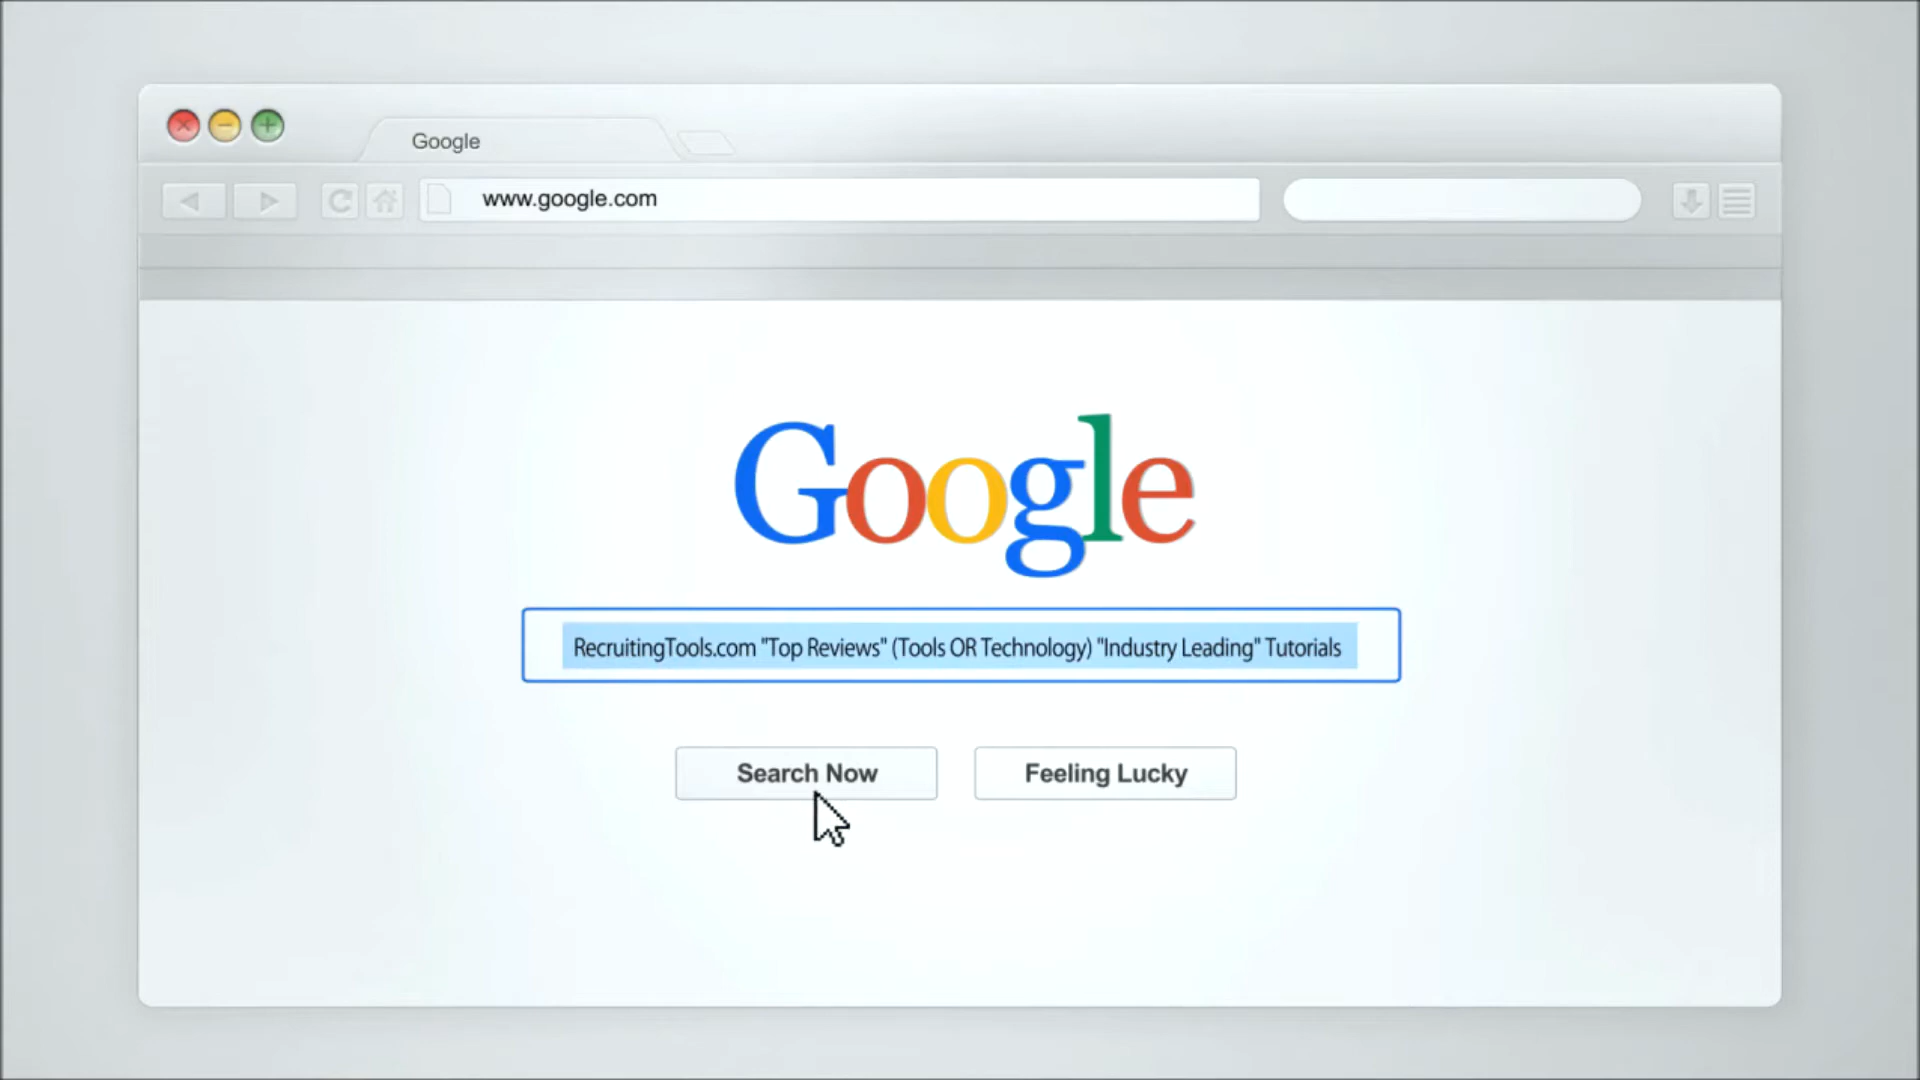 Google
www.google.com
Google
RecruitingTools.com "Top Reviews" (Tools OR Technology) "Industry Leading" Tutorials
Search Now
Feeling Lucky